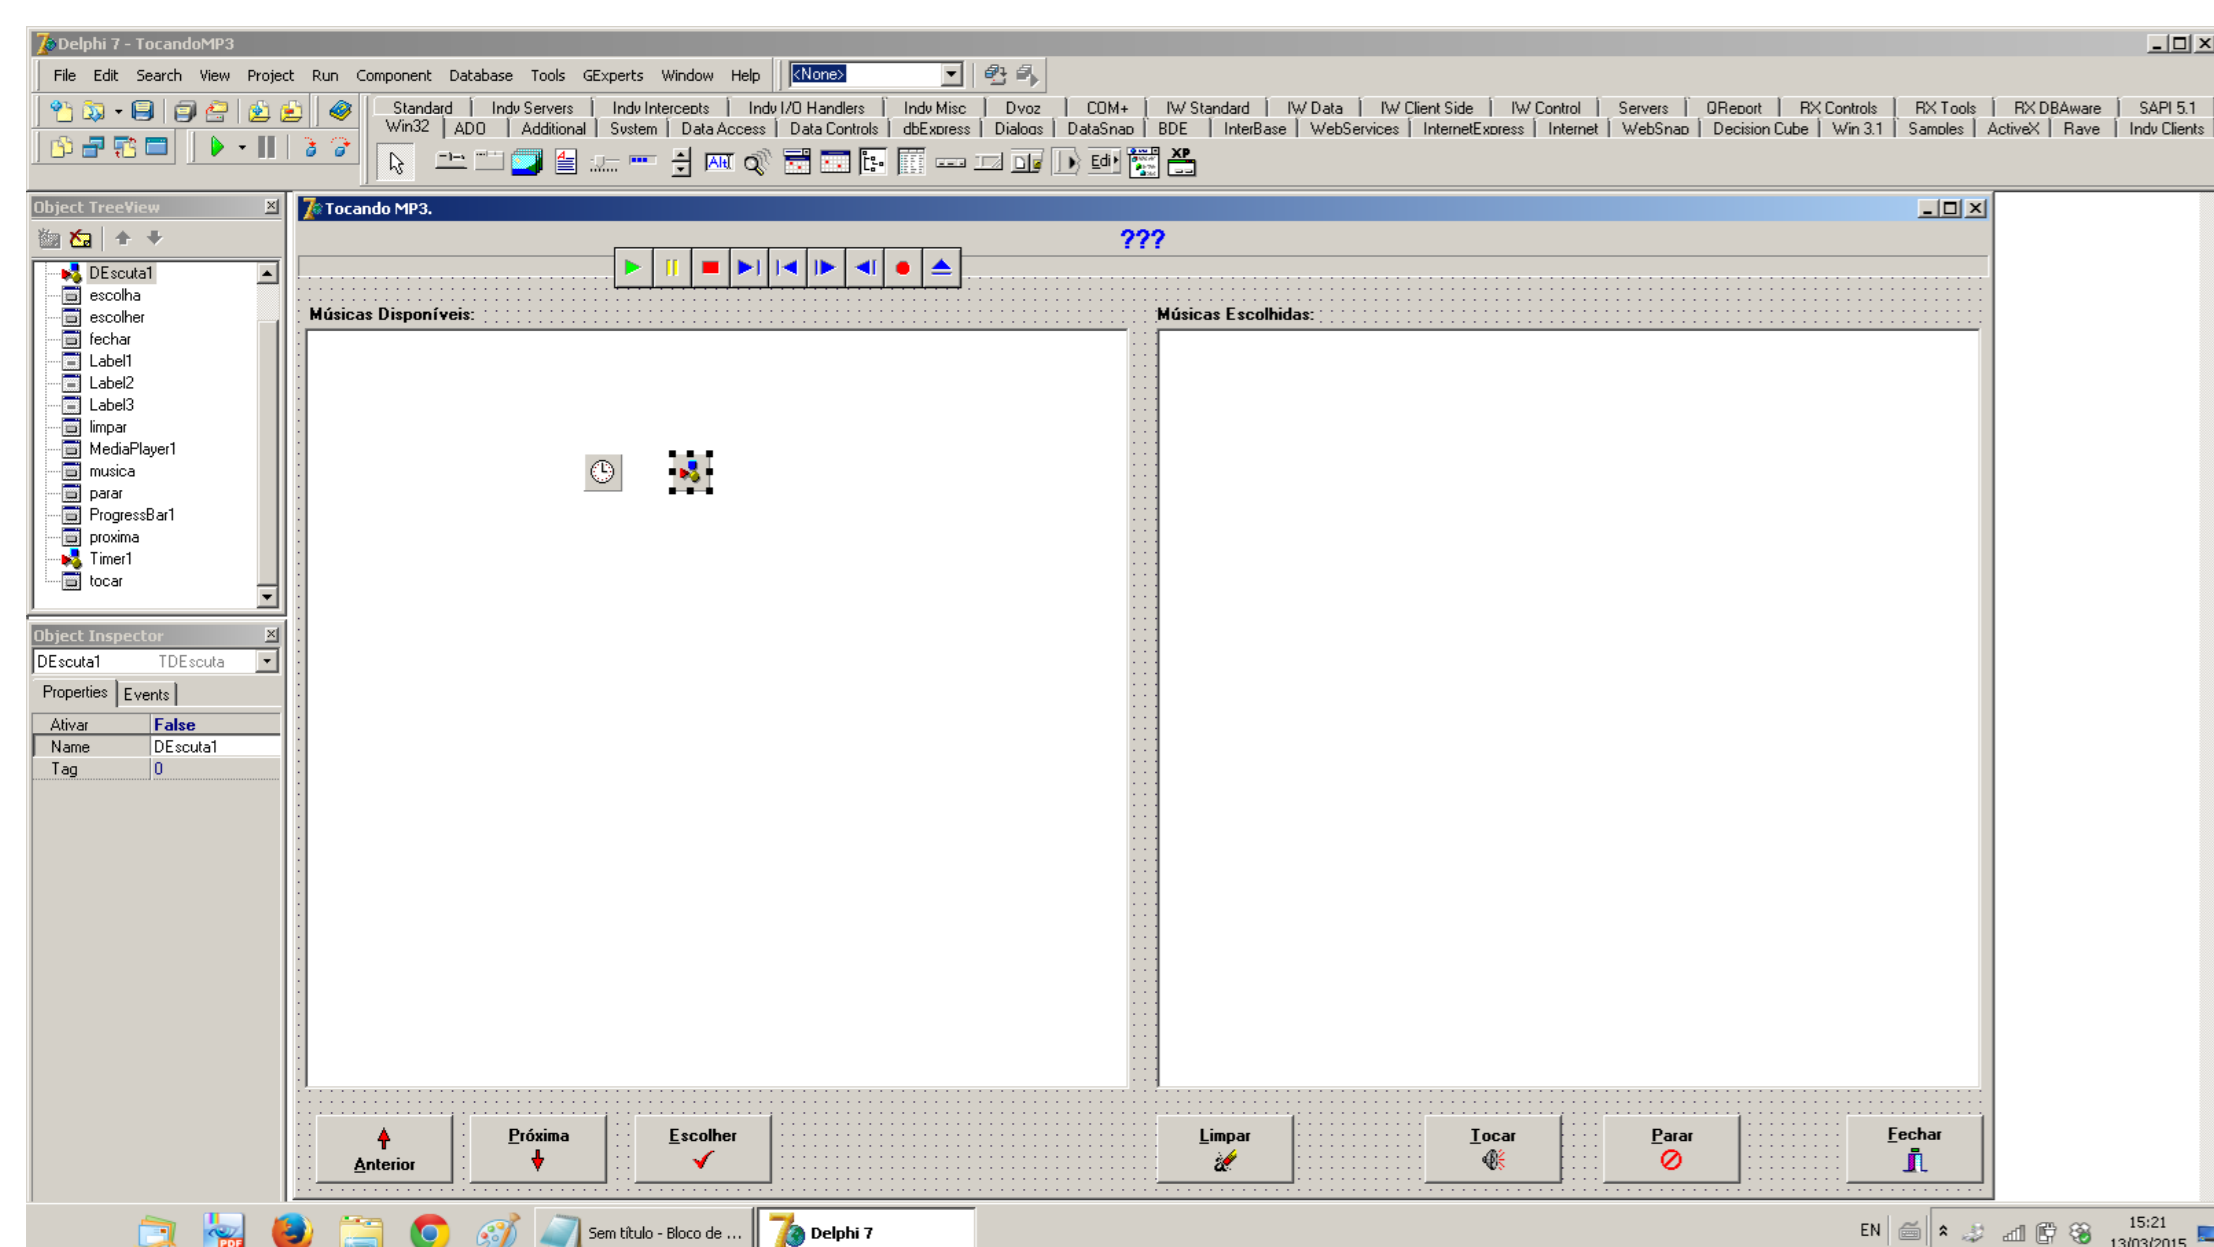 Delphi 7 - TocandoMP3
File Edit Search View Project Run Component Database Tools GExperts Window Help <None>
Standard Indy Servers Indy Intercepts Indy I/O Handlers Indy Misc Dvoz COM+ IW Standard IW Data IW Client Side IW Control Servers QReport RX Controls RX Tools RX DBAware SAPI 5.1
Win32 ADO Additional System Data Access Data Controls dbExpress Dialogs DataSnap BDE InterBase WebServices InternetExpress Internet WebSnap Decision Cube Win 3.1 Samples ActiveX Rave Indy Clients
Object TreeView
DEscuta1
escolha
escolher
fechar
Label1
Label2
Label3
limpar
MediaPlayer1
musica
parar
ProgressBar1
proxima
Timer1
tocar
Object Inspector
DEscuta1 TDEscuta
Properties Events
Ativar False
Name DEscuta1
Tag 0
Tocando MP3.
???
Músicas Disponíveis:
Músicas Escolhidas:
Anterior
Próxima
Escolher
Limpar
Tocar
Parar
Fechar
Sem título - Bloco de ...
Delphi 7
EN
15:21
13/03/2015